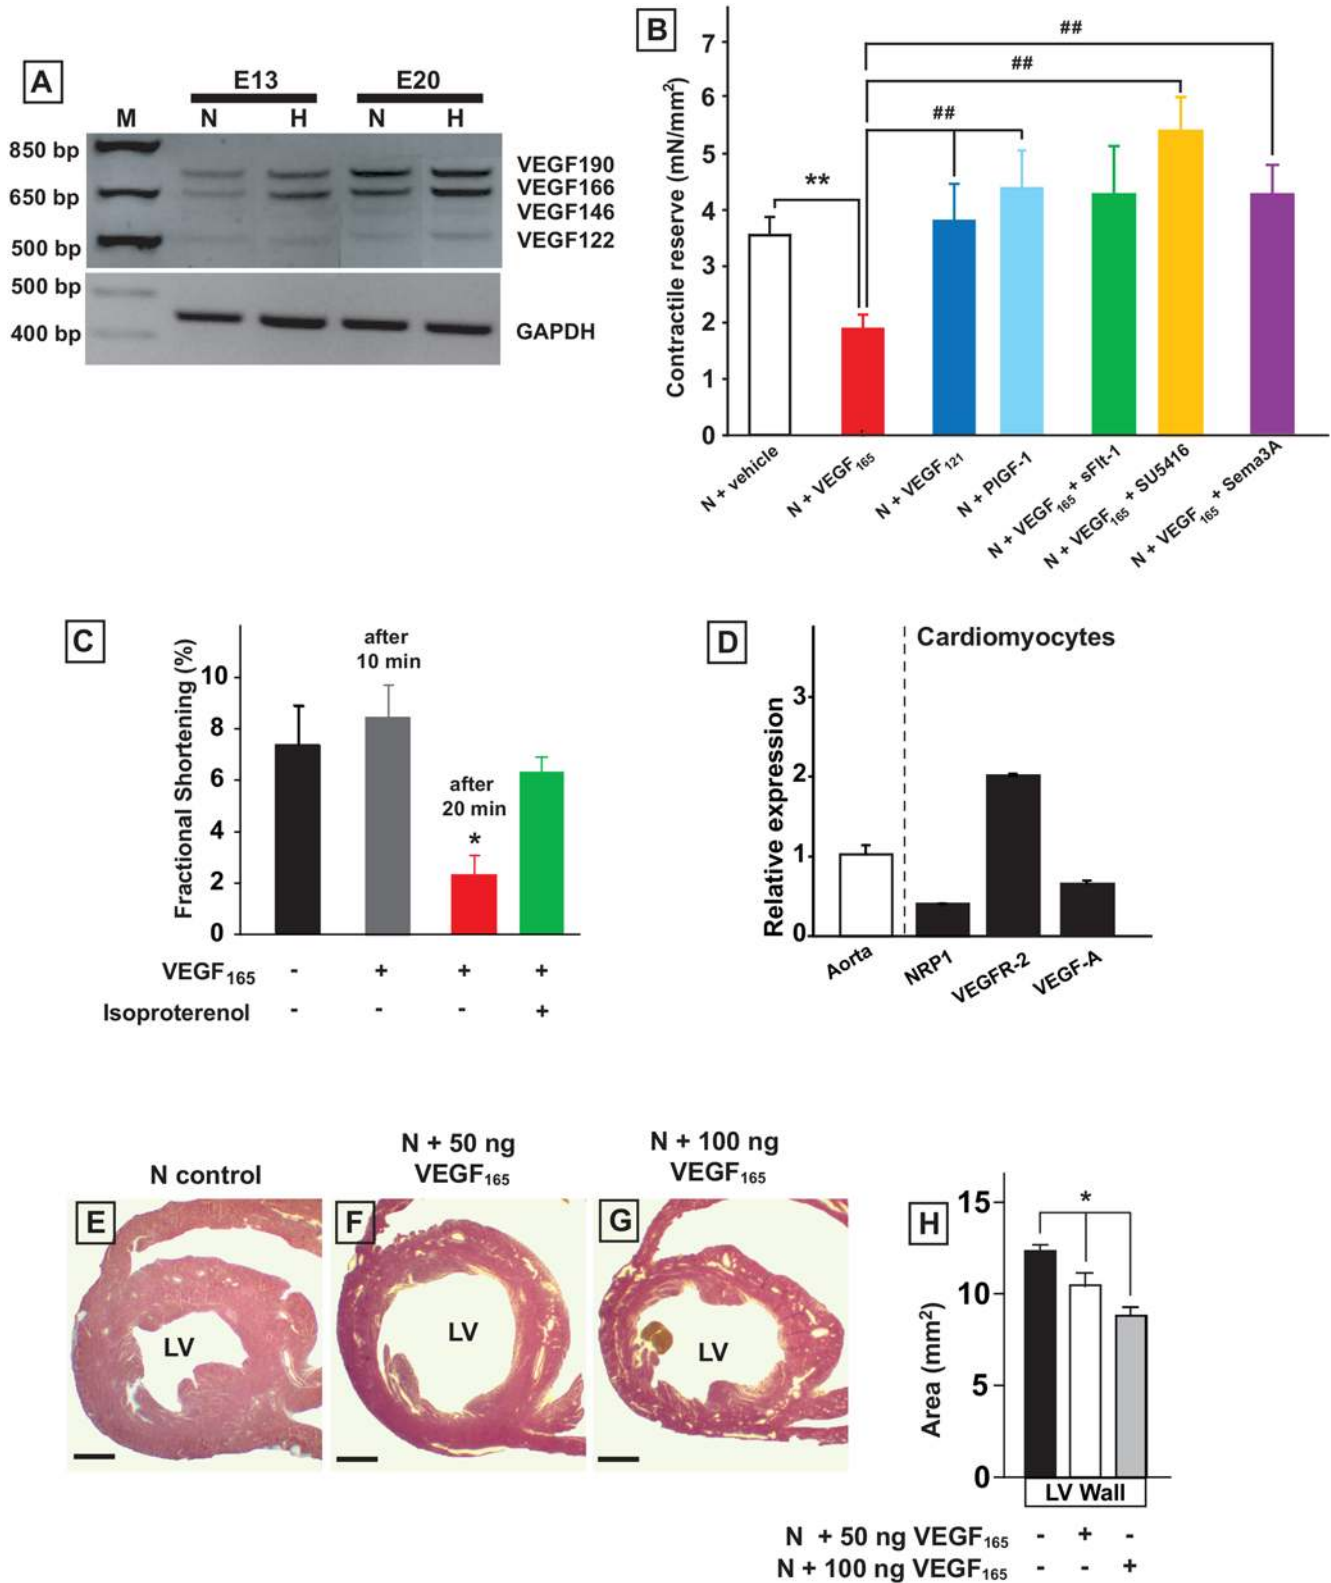 A
E13 E20
M N H N H
850 bp
650 bp
500 bp
VEGF190
VEGF166
VEGF146
VEGF122
500 bp
400 bp
GAPDH
B
Contractile reserve (mN/mm²)
7
6
5
4
3
2
1
0
**
##
##
##
N + vehicle
N + VEGF₁₆₅
N + VEGF₁₂₁
N + PlGF-1
N + VEGF₁₆₅ + sFlt-1
N + VEGF₁₆₅ + SU5416
N + VEGF₁₆₅ + Sema3A
C
Fractional Shortening (%)
10
8
6
4
2
0
after
10 min
after
20 min
*
VEGF₁₆₅ - + + +
Isoproterenol - - - +
D
Cardiomyocytes
Relative expression
3
2
1
0
Aorta
NRP1
VEGFR-2
VEGF-A
N control
E
LV
N + 50 ng
VEGF₁₆₅
F
LV
N + 100 ng
VEGF₁₆₅
G
LV
H
Area (mm²)
15
10
5
0
*
LV Wall
N + 50 ng VEGF₁₆₅ - + -
N + 100 ng VEGF₁₆₅ - - +